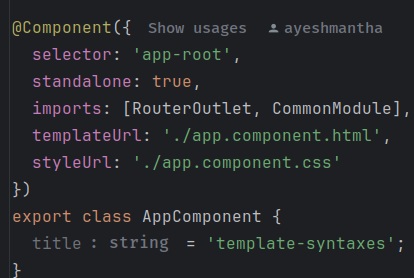 @Component({ Show usages ayeshmantha
selector: 'app-root',
standalone: true,
imports: [RouterOutlet, CommonModule],
templateUrl: './app.component.html',
styleUrl: './app.component.css'
})
export class AppComponent {
title : string = 'template-syntaxes';
}